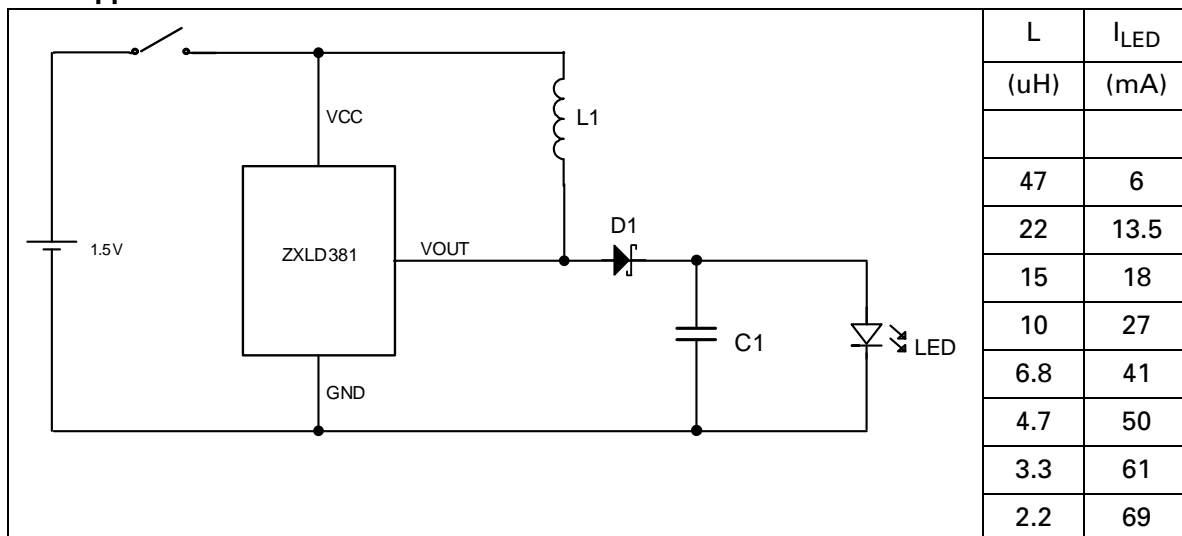 VCC
L1
1.5V
ZXLD381
VOUT
D1
C1
LED
GND
L I_LED
(uH) (mA)
47 6
22 13.5
15 18
10 27
6.8 41
4.7 50
3.3 61
2.2 69